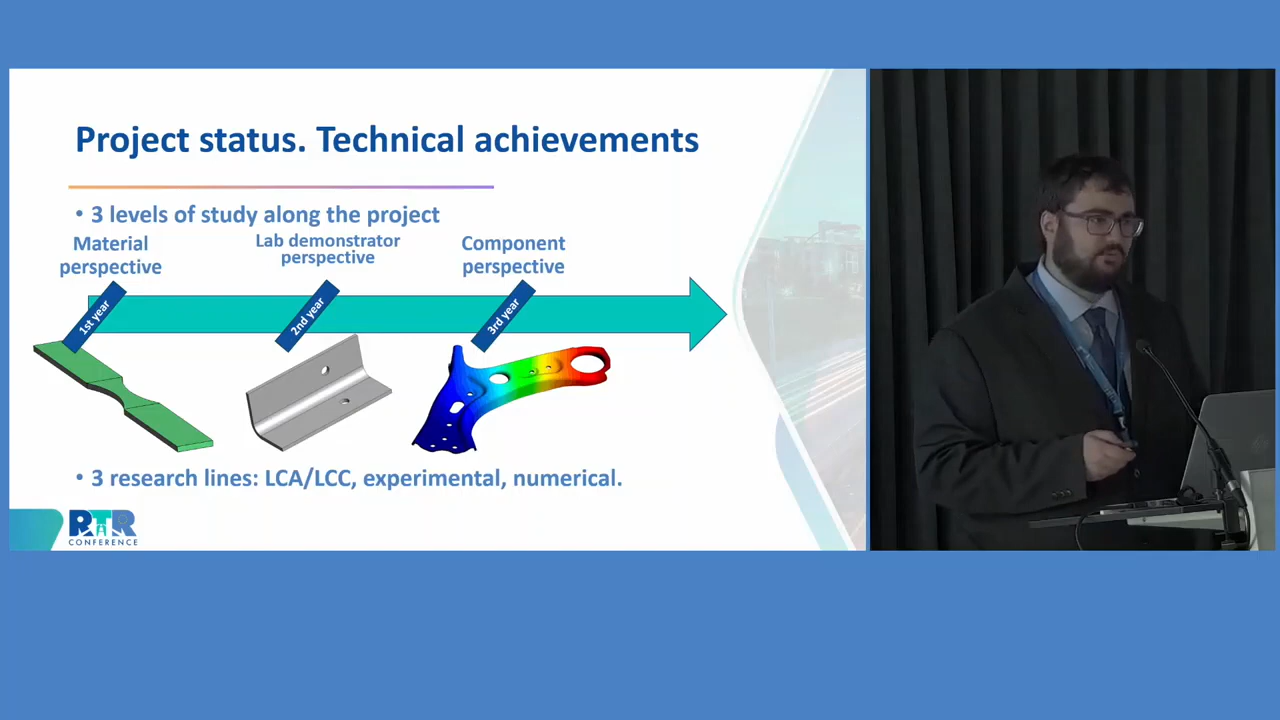 Project status. Technical achievements
• 3 levels of study along the project
Material
perspective
Lab demonstrator
perspective
Component
perspective
1st year
2nd year
3rd year
• 3 research lines: LCA/LCC, experimental, numerical.
RTR
CONFERENCE